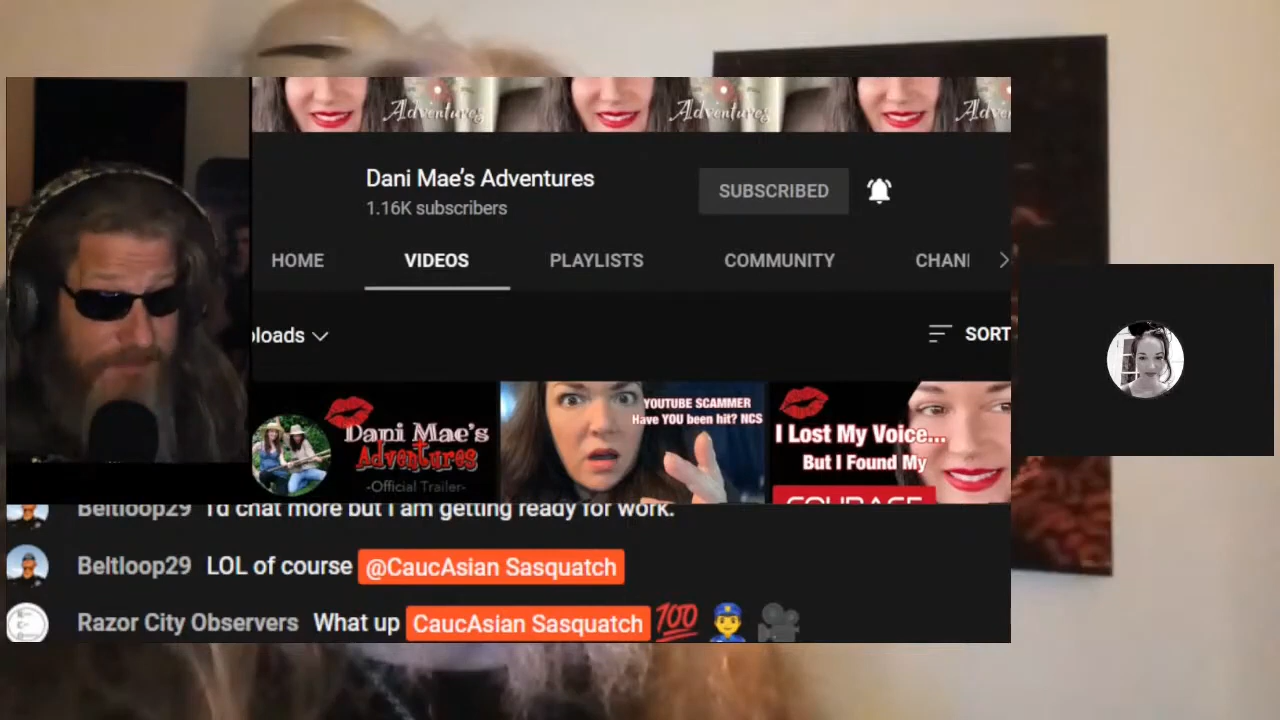 Adventures Adventures Adve
Dani Mae's Adventures
1.16K subscribers
SUBSCRIBED
HOME VIDEOS PLAYLISTS COMMUNITY CHAN
ploads
SORT
Dani Mae's
Adventures
-Official Trailer-
YOUTUBE SCAMMER
Have YOU been hit? NCS
I Lost My Voice...
But I Found My
COURAGE
Beltloop29 I'd chat more but I am getting ready for work.
Beltloop29 LOL of course @CaucAsian Sasquatch
Razor City Observers What up CaucAsian Sasquatch 💯 👮 🎥